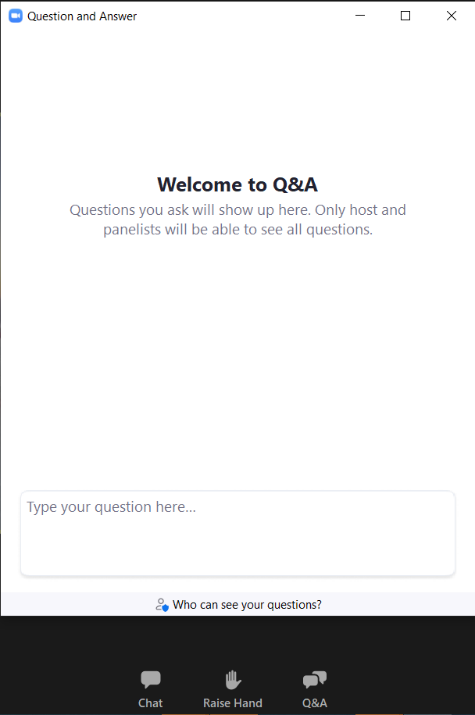 Question and Answer
Welcome to Q&A
Questions you ask will show up here. Only host and
panelists will be able to see all questions.
Type your question here...
Who can see your questions?
Chat
Raise Hand
Q&A